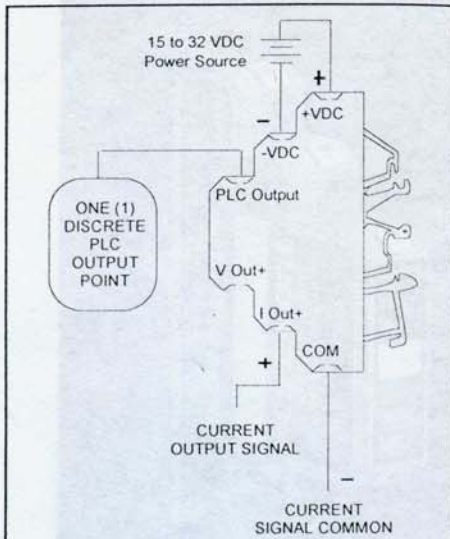 15 to 32 VDC
Power Source
+
+VDC
−
-VDC
PLC Output
ONE (1)
DISCRETE
PLC
OUTPUT
POINT
V Out+
I Out+
COM
+
CURRENT
OUTPUT SIGNAL
−
CURRENT
SIGNAL COMMON